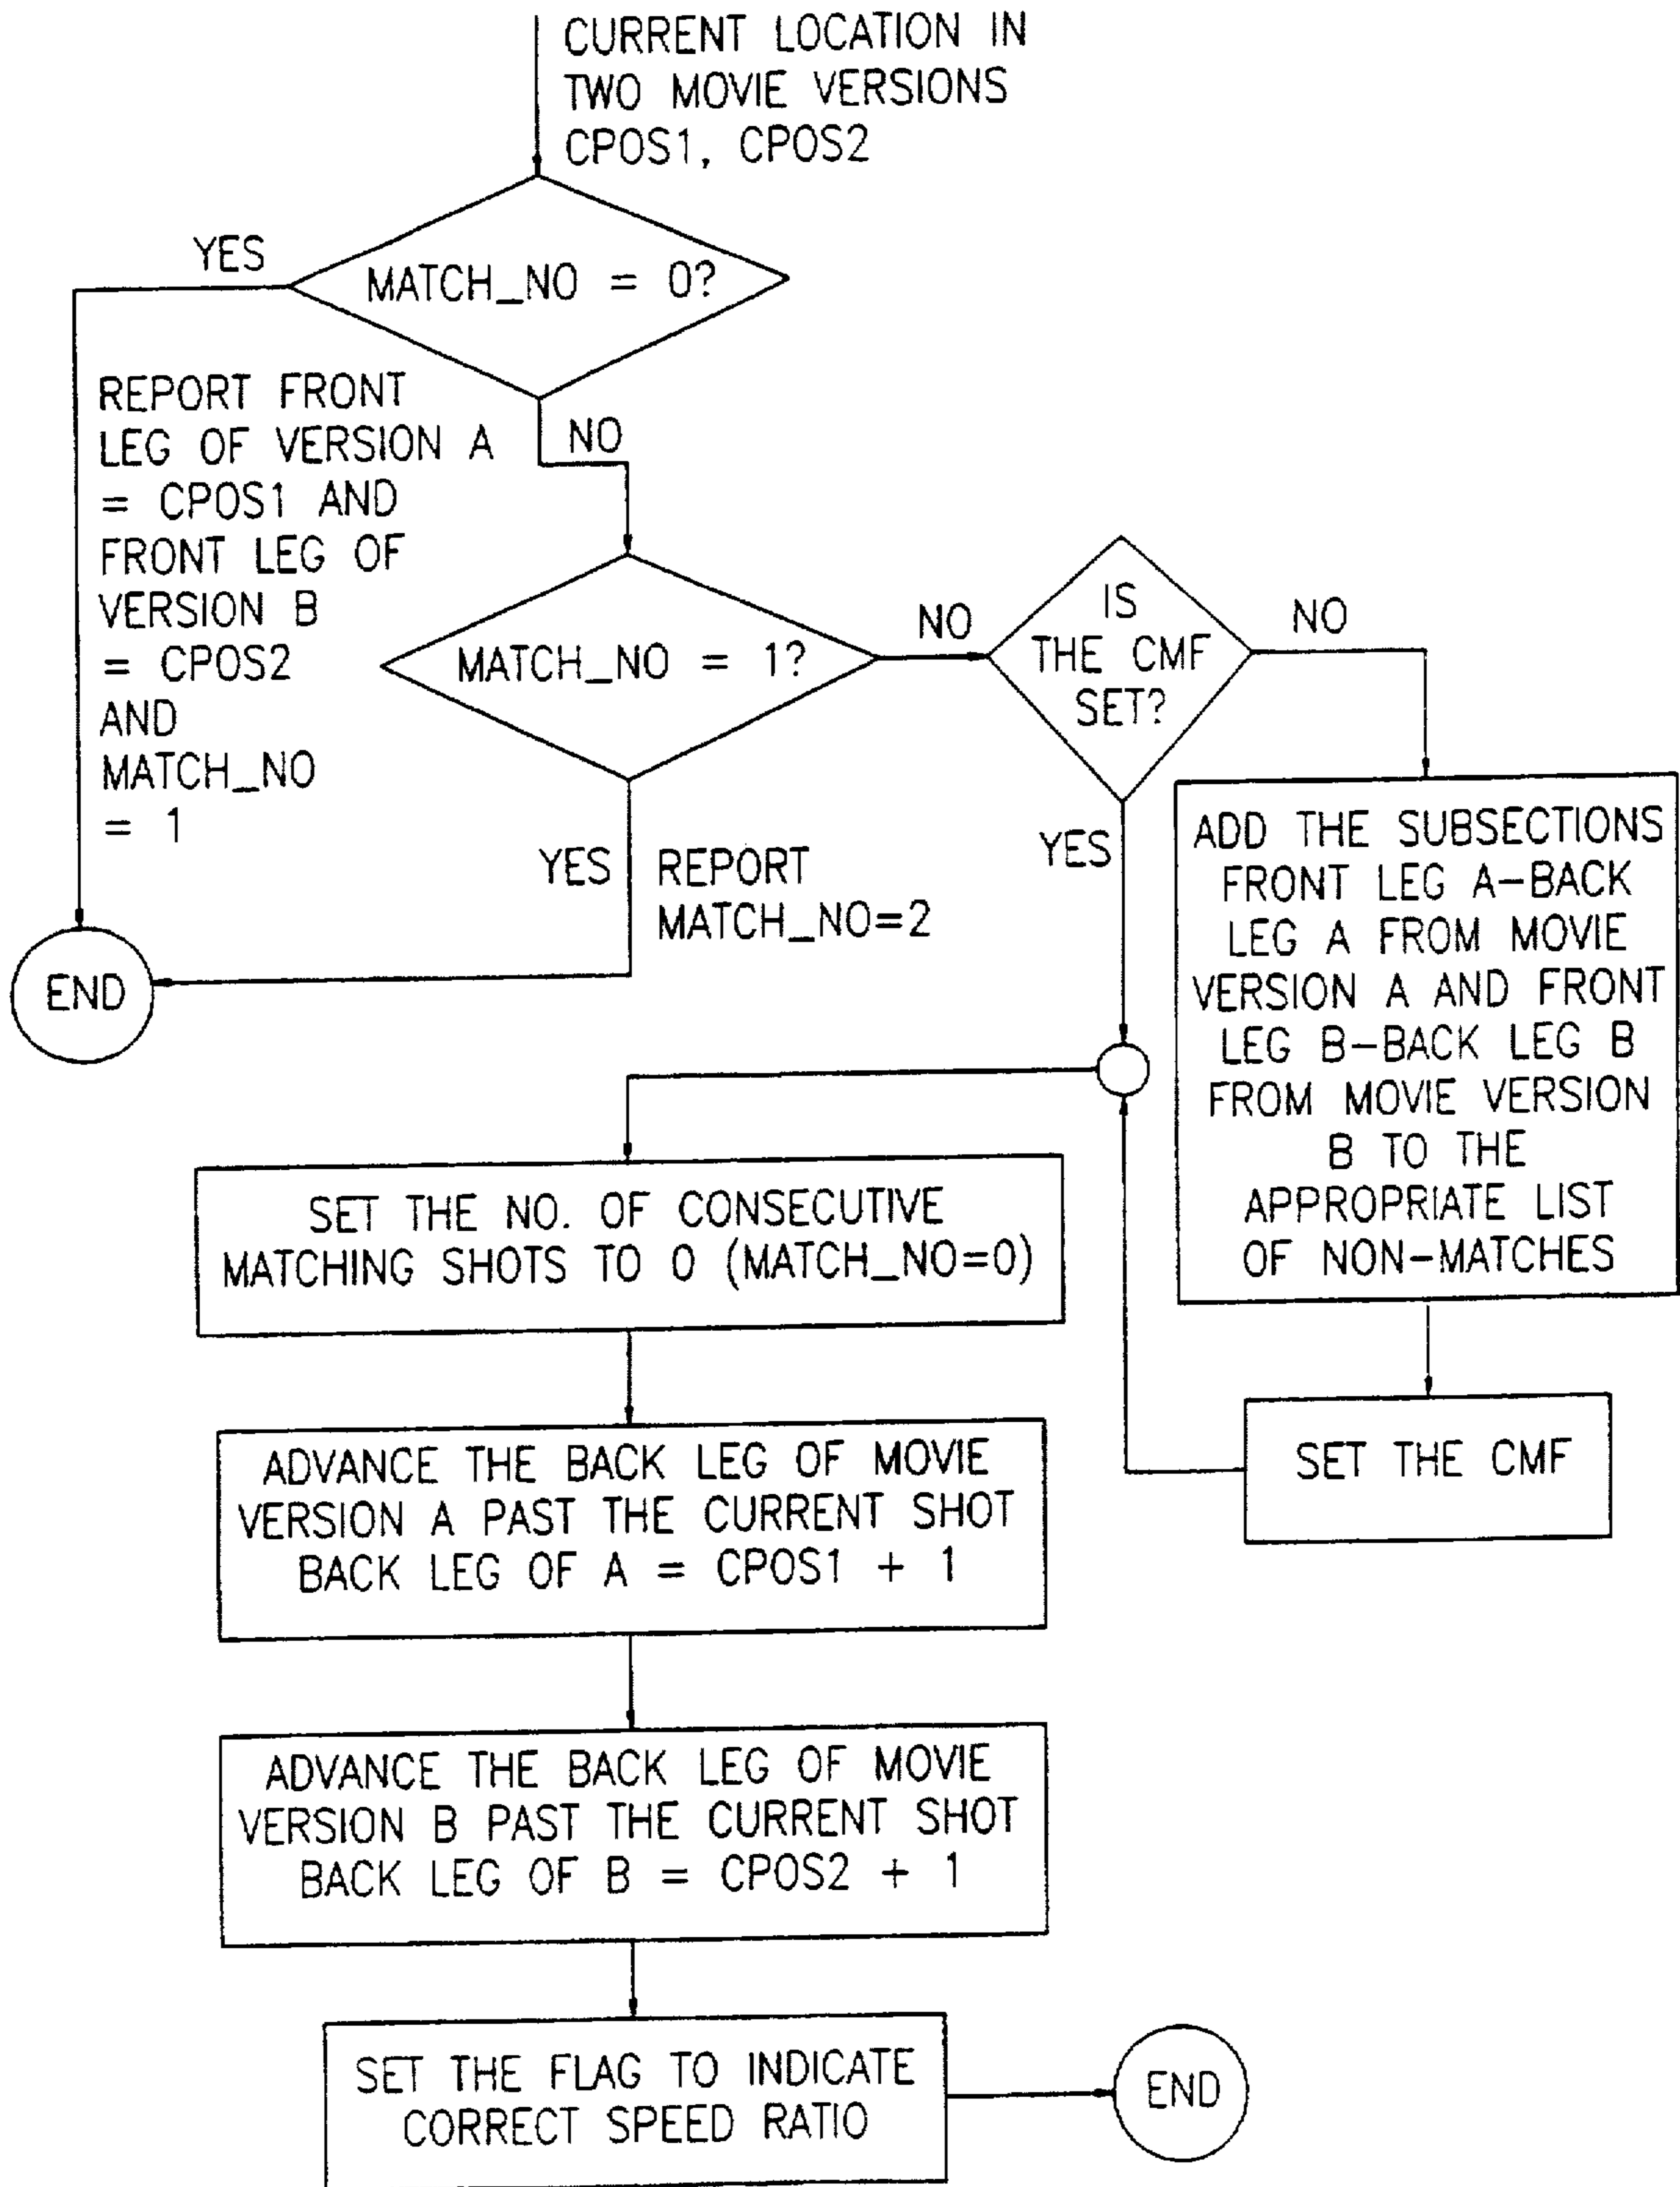 CURRENT LOCATION IN
TWO MOVIE VERSIONS
CPOS1, CPOS2
YES
MATCH_NO = 0?
REPORT FRONT
LEG OF VERSION A
= CPOS1 AND
FRONT LEG OF
VERSION B
= CPOS2
AND
MATCH_NO
= 1
NO
MATCH_NO = 1?
NO
IS
THE CMF
SET?
NO
YES
REPORT
MATCH_NO=2
END
YES
ADD THE SUBSECTIONS
FRONT LEG A-BACK
LEG A FROM MOVIE
VERSION A AND FRONT
LEG B-BACK LEG B
FROM MOVIE VERSION
B TO THE
APPROPRIATE LIST
OF NON-MATCHES
SET THE CMF
SET THE NO. OF CONSECUTIVE
MATCHING SHOTS TO 0 (MATCH_NO=0)
ADVANCE THE BACK LEG OF MOVIE
VERSION A PAST THE CURRENT SHOT
BACK LEG OF A = CPOS1 + 1
ADVANCE THE BACK LEG OF MOVIE
VERSION B PAST THE CURRENT SHOT
BACK LEG OF B = CPOS2 + 1
SET THE FLAG TO INDICATE
CORRECT SPEED RATIO
END